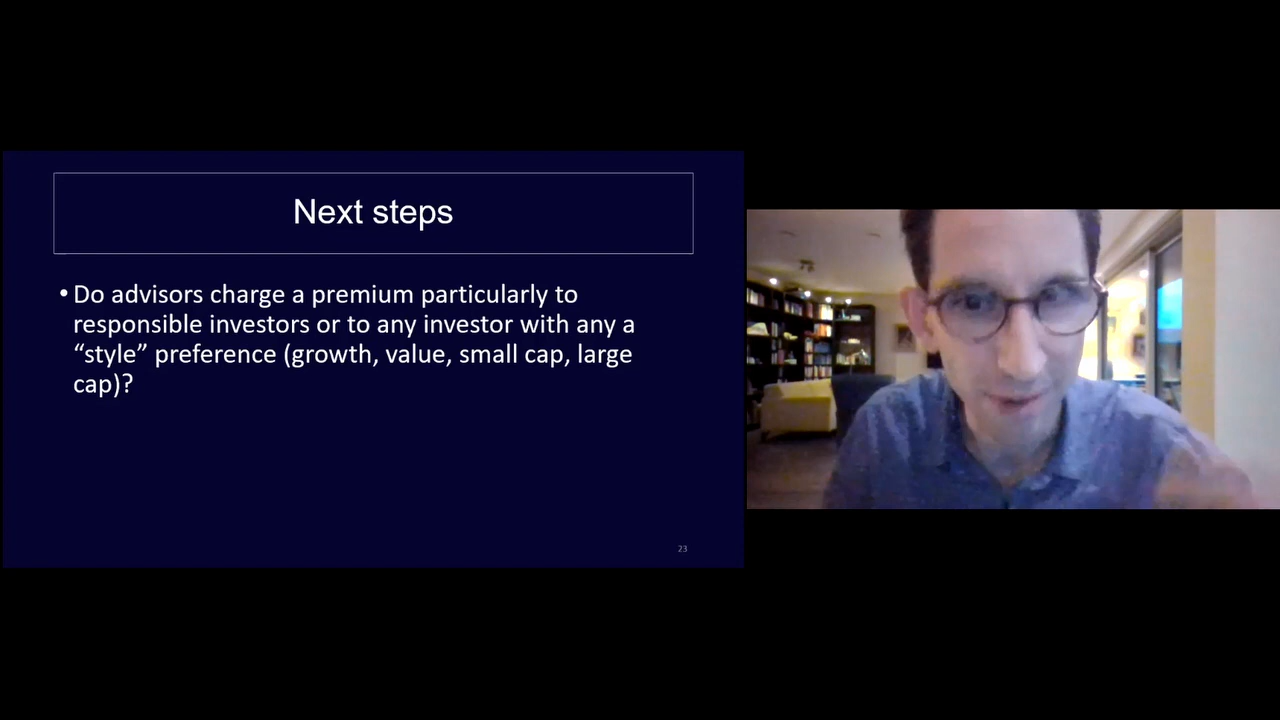 Next steps
• Do advisors charge a premium particularly to
responsible investors or to any investor with any a
“style” preference (growth, value, small cap, large
cap)?
23